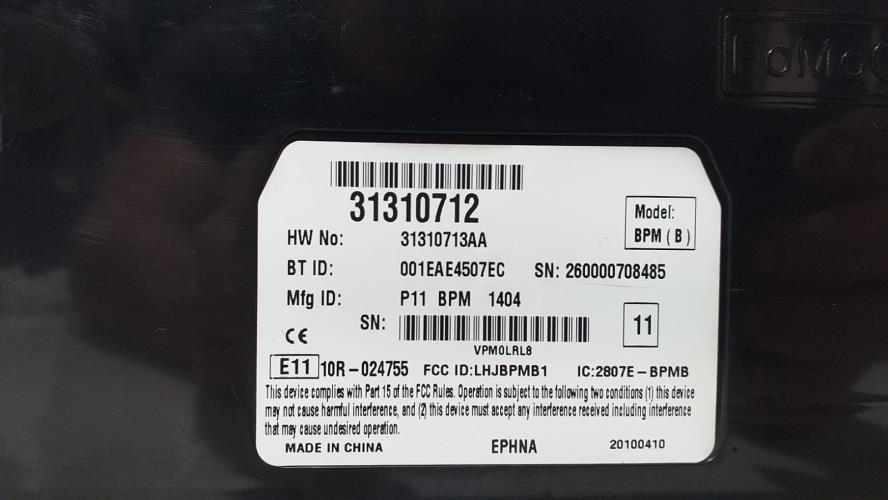 FoMoC
31310712
Model:
BPM ( B )
HW No: 31310713AA
BT ID: 001EAE4507EC SN: 260000708485
Mfg ID: P11 BPM 1404
SN: 11
VPM0LRL8
CE
E11 10R-024755 FCC ID:LHJBPMB1 IC:2807E-BPMB
This device complies with Part 15 of the FCC Rules. Operation is subject to the following two conditions (1) this device
may not cause harmful interference, and (2) this device must accept any interference received including interference
that may cause undesired operation.
MADE IN CHINA EPHNA 20100410